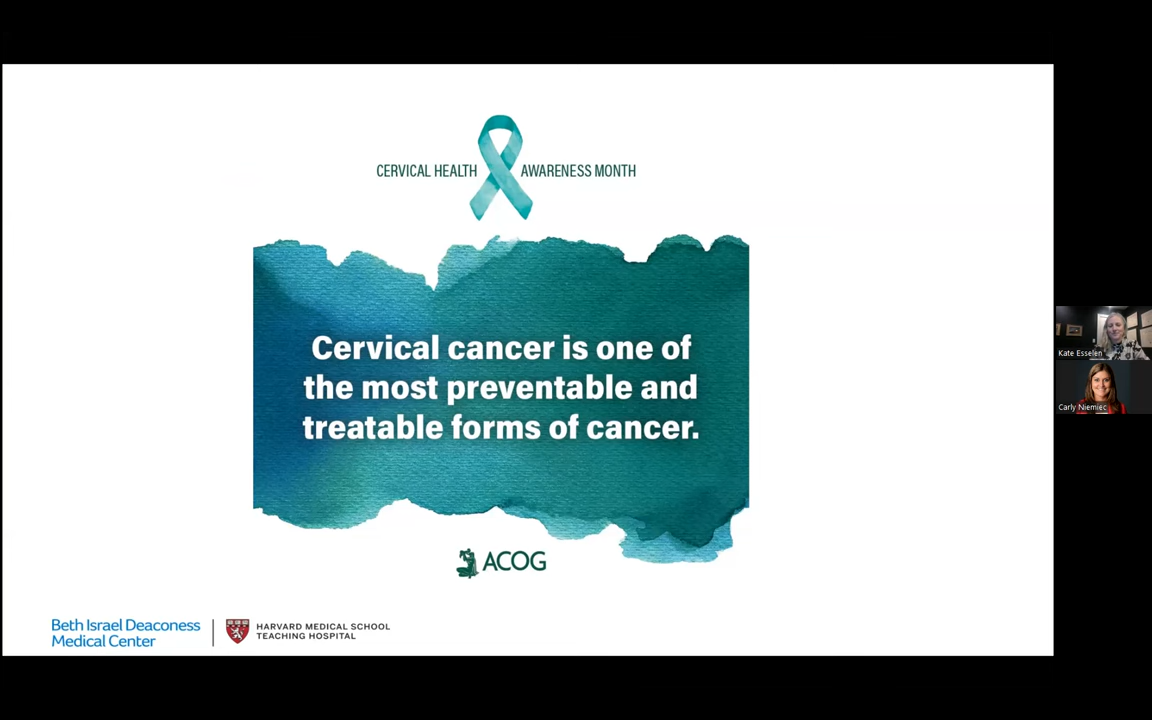 CERVICAL HEALTH AWARENESS MONTH
Cervical cancer is one of
the most preventable and
treatable forms of cancer.
ACOG
Beth Israel Deaconess
Medical Center
HARVARD MEDICAL SCHOOL
TEACHING HOSPITAL
Kate Esselen
Carly Niemiec